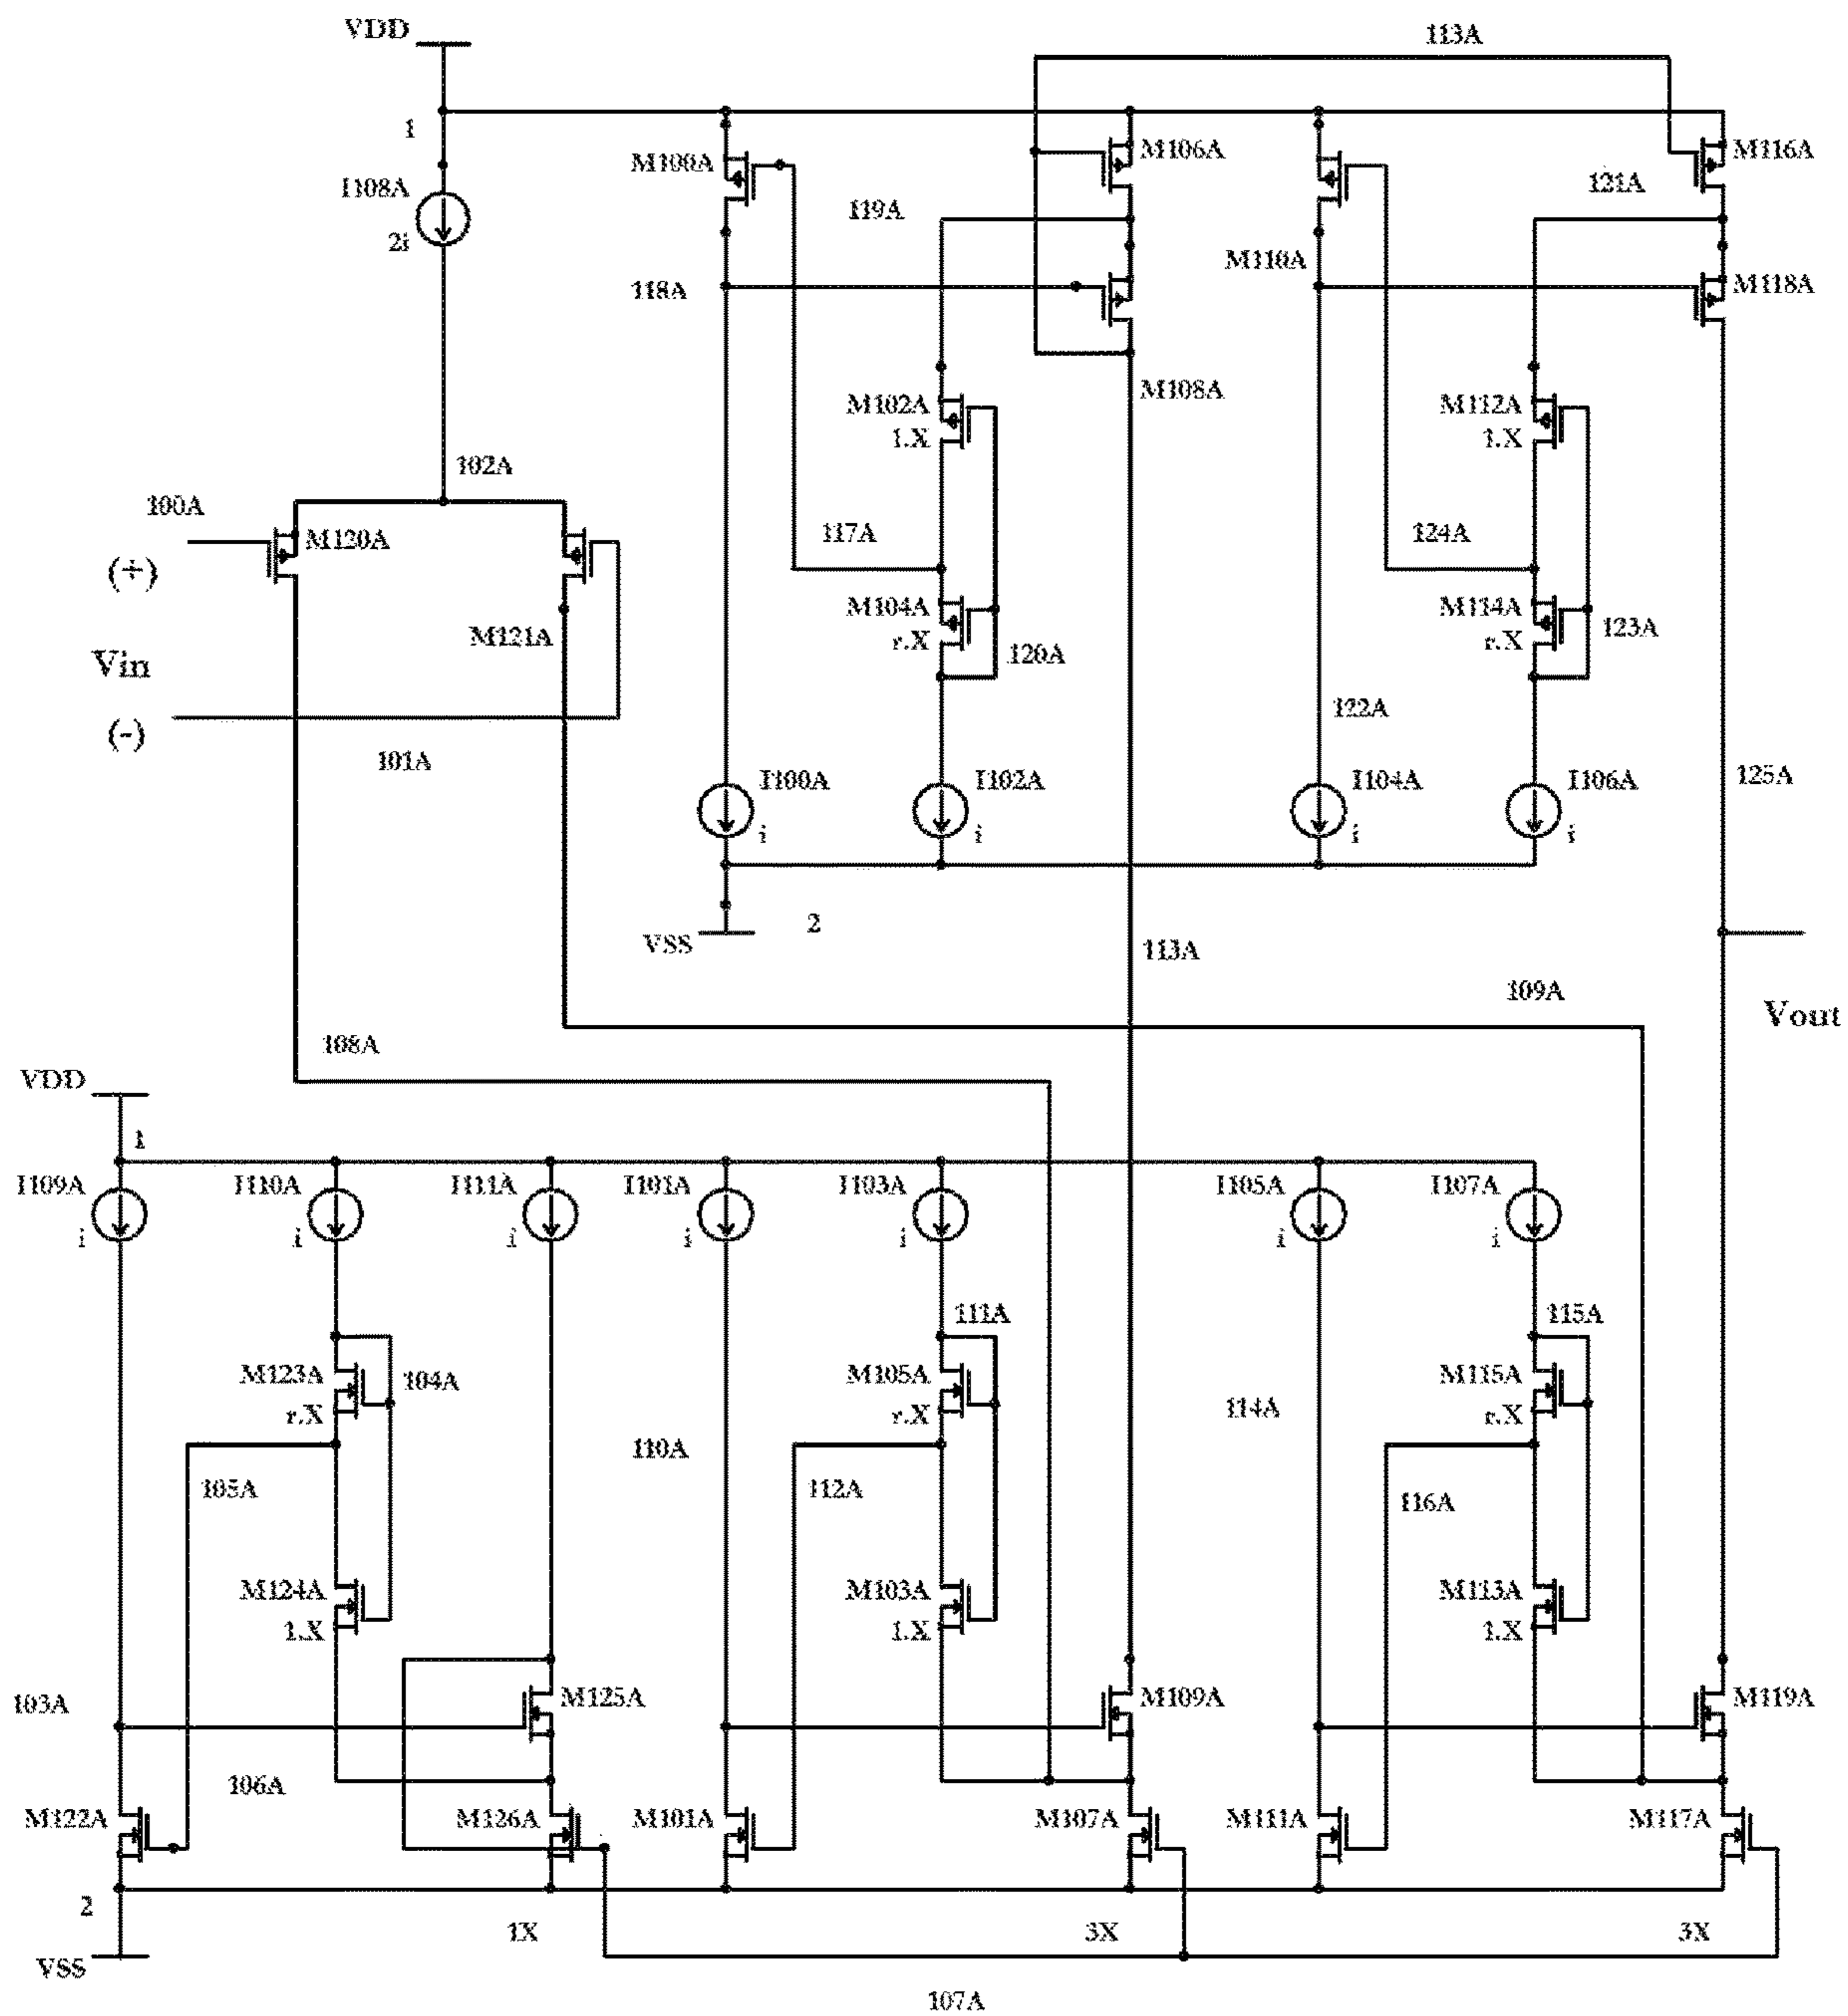 VDD
113A
1
M100A
M106A
M116A
I108A
119A
121A
2i
118A
M110A
M118A
M102A
M108A
M112A
1.X
1.X
102A
100A
M120A
117A
124A
(+)
M104A
M114A
M121A
r.X
120A
r.X
123A
Vin
122A
(-)
101A
I100A
I102A
I104A
I106A
125A
i
i
i
i
VSS
2
113A
109A
Vout
108A
VDD
1
I109A
I110A
I111A
I101A
I103A
I105A
I107A
i
i
i
i
i
i
i
111A
115A
M123A
104A
M105A
M115A
r.X
r.X
114A
r.X
110A
105A
112A
116A
M124A
M103A
M113A
1.X
1.X
1.X
103A
M125A
M109A
M119A
106A
M122A
M126A
M101A
M107A
M111A
M117A
2
1X
3X
3X
VSS
107A